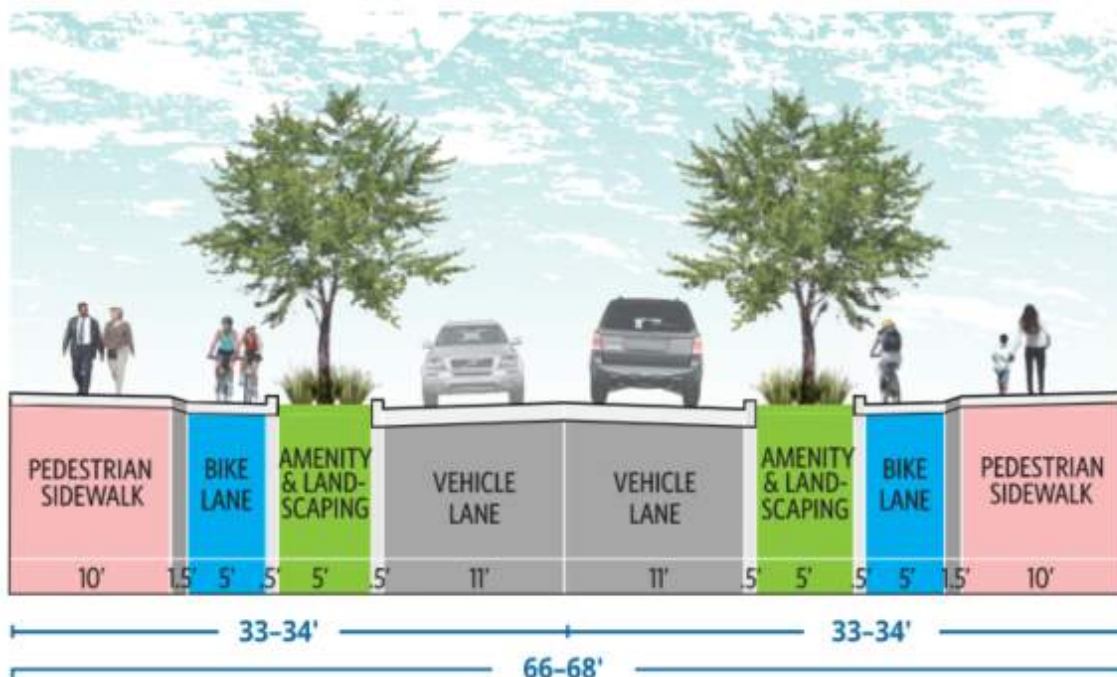 PEDESTRIAN
SIDEWALK
BIKE
LANE
AMENITY
& LAND-
SCAPING
VEHICLE
LANE
VEHICLE
LANE
AMENITY
& LAND-
SCAPING
BIKE
LANE
PEDESTRIAN
SIDEWALK
10' 1.5' 5' .5' 5' .5' 11' 11' .5' 5' .5' 5' 1.5' 10'
33–34' 33–34'
66–68'